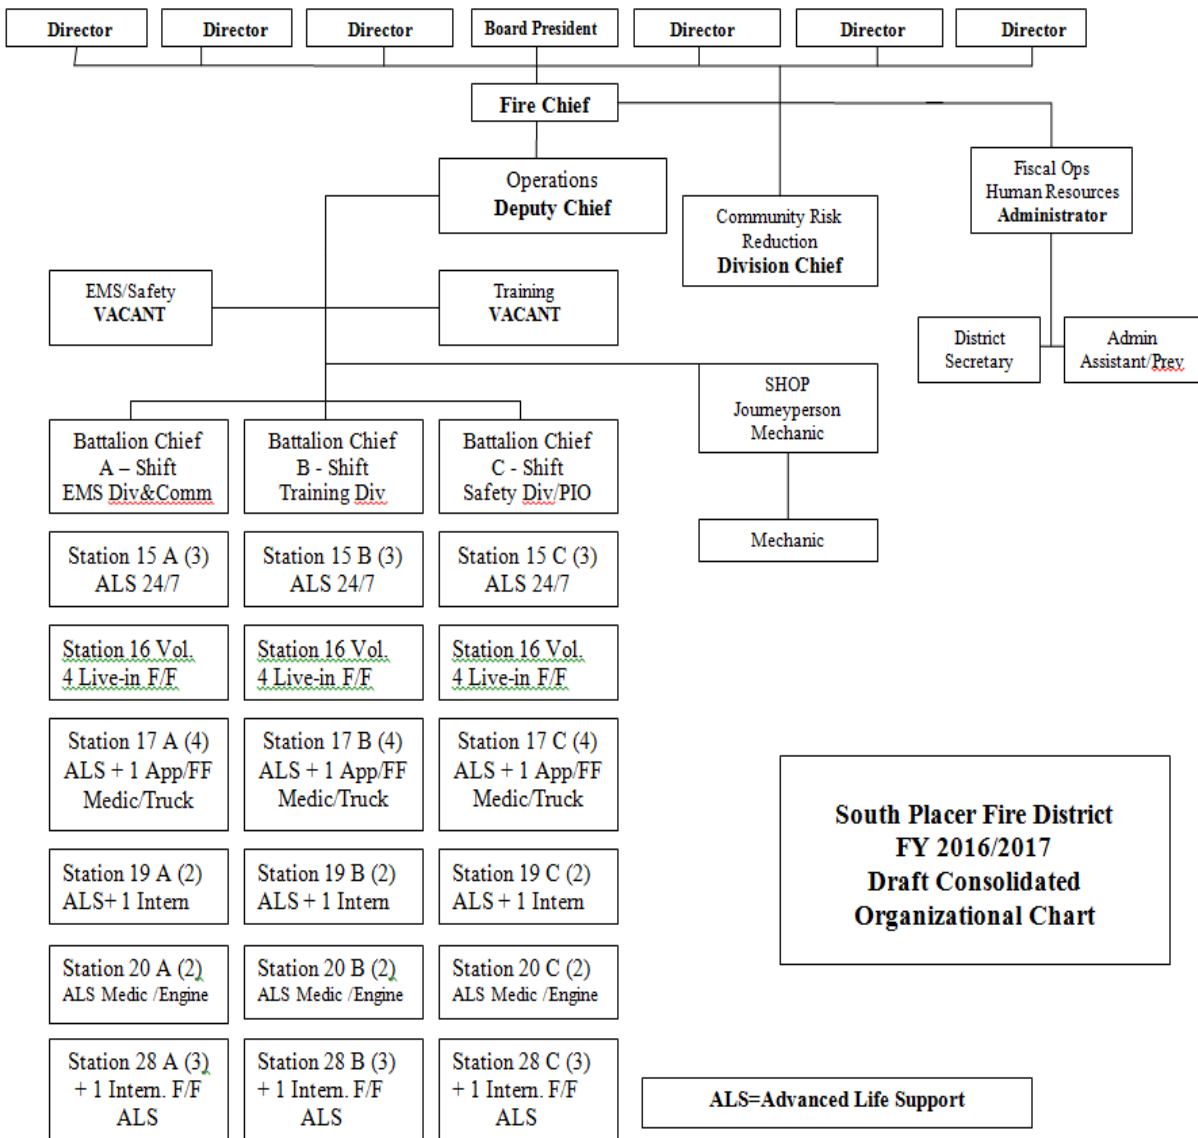 Director
Director
Director
Board President
Director
Director
Director
Fire Chief
Operations
Deputy Chief
Community Risk
Reduction
Division Chief
Fiscal Ops
Human Resources
Administrator
EMS/Safety
VACANT
Training
VACANT
District
Secretary
Admin
Assistant/Prev
SHOP
Journeyperson
Mechanic
Mechanic
Battalion Chief
A – Shift
EMS Div&Comm
Battalion Chief
B - Shift
Training Div
Battalion Chief
C - Shift
Safety Div/PIO
Station 15 A (3)
ALS 24/7
Station 15 B (3)
ALS 24/7
Station 15 C (3)
ALS 24/7
Station 16 Vol.
4 Live-in F/F
Station 16 Vol.
4 Live-in F/F
Station 16 Vol.
4 Live-in F/F
Station 17 A (4)
ALS + 1 App/FF
Medic/Truck
Station 17 B (4)
ALS + 1 App/FF
Medic/Truck
Station 17 C (4)
ALS + 1 App/FF
Medic/Truck
Station 19 A (2)
ALS+ 1 Intern
Station 19 B (2)
ALS + 1 Intern
Station 19 C (2)
ALS + 1 Intern
Station 20 A (2)
ALS Medic /Engine
Station 20 B (2)
ALS Medic /Engine
Station 20 C (2)
ALS Medic /Engine
Station 28 A (3)
+ 1 Intern. F/F
ALS
Station 28 B (3)
+ 1 Intern. F/F
ALS
Station 28 C (3)
+ 1 Intern. F/F
ALS
South Placer Fire District
FY 2016/2017
Draft Consolidated
Organizational Chart
ALS=Advanced Life Support